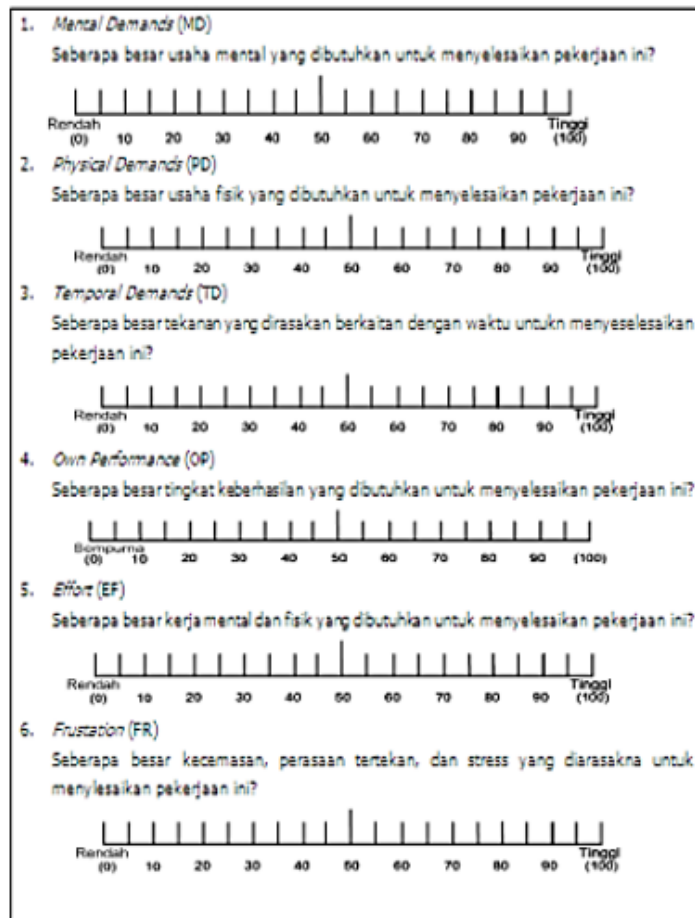 1. Mental Demands (MD)
Seberapa besar usaha mental yang dibutuhkan untuk menyelesaikan pekerjaan ini?
Rendah Tinggi
(0) 10 20 30 40 50 60 70 80 90 (100)
2. Physical Demands (PD)
Seberapa besar usaha fisik yang dibutuhkan untuk menyelesaikan pekerjaan ini?
Rendah Tinggi
(0) 10 20 30 40 50 60 70 80 90 (100)
3. Temporal Demands (TD)
Seberapa besar tekanan yang dirasakan berkaitan dengan waktu untukn menyeselesaikan
pekerjaan ini?
Rendah Tinggi
(0) 10 20 30 40 50 60 70 80 90 (100)
4. Own Performance (OP)
Seberapa besar tingkat keberhasilan yang dibutuhkan untuk menyelesaikan pekerjaan ini?
Sempurna
(0) 10 20 30 40 50 60 70 80 90 (100)
5. Effort (EF)
Seberapa besar kerja mental dan fisik yang dibutuhkan untuk menyelesaikan pekerjaan ini?
Rendah Tinggi
(0) 10 20 30 40 50 60 70 80 90 (100)
6. Frustation (FR)
Seberapa besar kecemasan, perasaan tertekan, dan stress yang diarasakna untuk
menylesaikan pekerjaan ini?
Rendah Tinggi
(0) 10 20 30 40 50 60 70 80 90 (100)